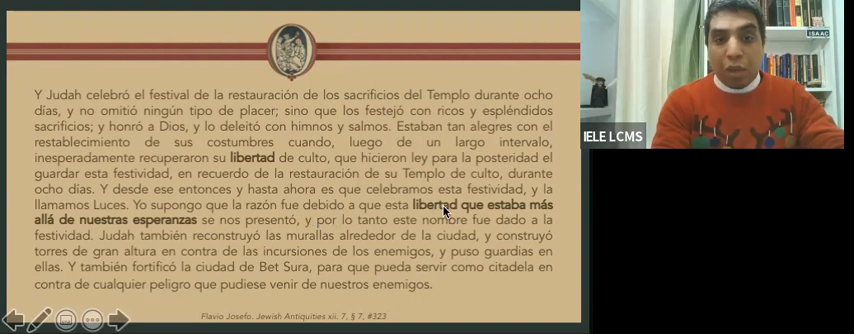 Y Judah celebró el festival de la restauración de los sacrificios del Templo durante ocho
días, y no omitió ningún tipo de placer; sino que los festejó con ricos y espléndidos
sacrificios; y honró a Dios, y lo deleitó con himnos y salmos. Estaban tan alegres con el
restablecimiento de sus costumbres cuando, luego de un largo intervalo,
inesperadamente recuperaron su libertad de culto, que hicieron ley para la posteridad el
guardar esta festividad, en recuerdo de la restauración de su Templo de culto, durante
ocho días. Y desde ese entonces y hasta ahora es que celebramos esta festividad, y la
llamamos Luces. Yo supongo que la razón fue debido a que esta libertad que estaba más
allá de nuestras esperanzas se nos presentó, y por lo tanto este nombre fue dado a la
festividad. Judah también reconstruyó las murallas alrededor de la ciudad, y construyó
torres de gran altura en contra de las incursiones de los enemigos, y puso guardias en
ellas. Y también fortificó la ciudad de Bet Sura, para que pueda servir como citadela en
contra de cualquier peligro que pudiese venir de nuestros enemigos.
Flavio Josefo. Jewish Antiquities xii. 7, § 7, #323
ISAAC
IELE LCMS